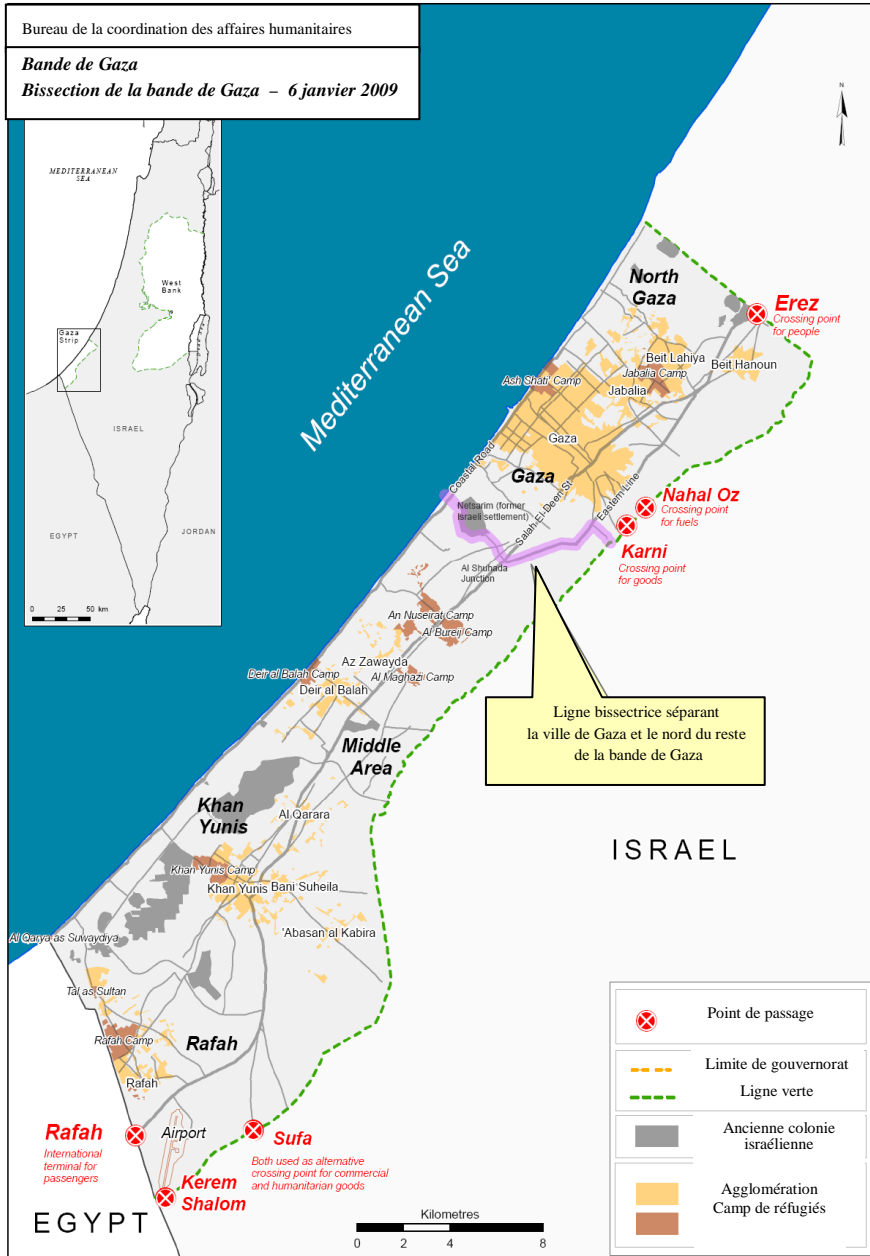 Bureau de la coordination des affaires humanitaires
Bande de Gaza
Bissection de la bande de Gaza – 6 janvier 2009
N
MEDITERRANEAN
SEA
West
Bank
Gaza
Strip
ISRAEL
EGYPT
JORDAN
0 25 50 km
Mediterranean Sea
North
Gaza
Erez
Crossing point
for people
Beit Lahiya
Beit Hanoun
Jabalia Camp
Ash Shati' Camp
Jabalia
Gaza
Gaza
Coastal Road
Salah El-Deen St
Eastern Line
Nahal Oz
Crossing point
for fuels
Netsarim (former
Israeli settlement)
Karni
Crossing point
for goods
Al Shuhada
Junction
An Nuseirat Camp
Al Bureij Camp
Az Zawayda
Deir al Balah Camp
Al Maghazi Camp
Deir al Balah
Ligne bissectrice séparant
la ville de Gaza et le nord du reste
de la bande de Gaza
Middle
Area
Khan
Yunis
Al Qarara
ISRAEL
Khan Yunis Camp
Khan Yunis
Bani Suheila
'Abasan al Kabira
Al Qarya as Suwaydiya
Tal as Sultan
Rafah Camp
Rafah
Rafah
Rafah
International
terminal for
passengers
Airport
Sufa
Both used as alternative
crossing point for commercial
and humanitarian goods
Kerem
Shalom
EGYPT
Kilometres
0 2 4 8
Point de passage
Limite de gouvernorat
Ligne verte
Ancienne colonie
israélienne
Agglomération
Camp de réfugiés